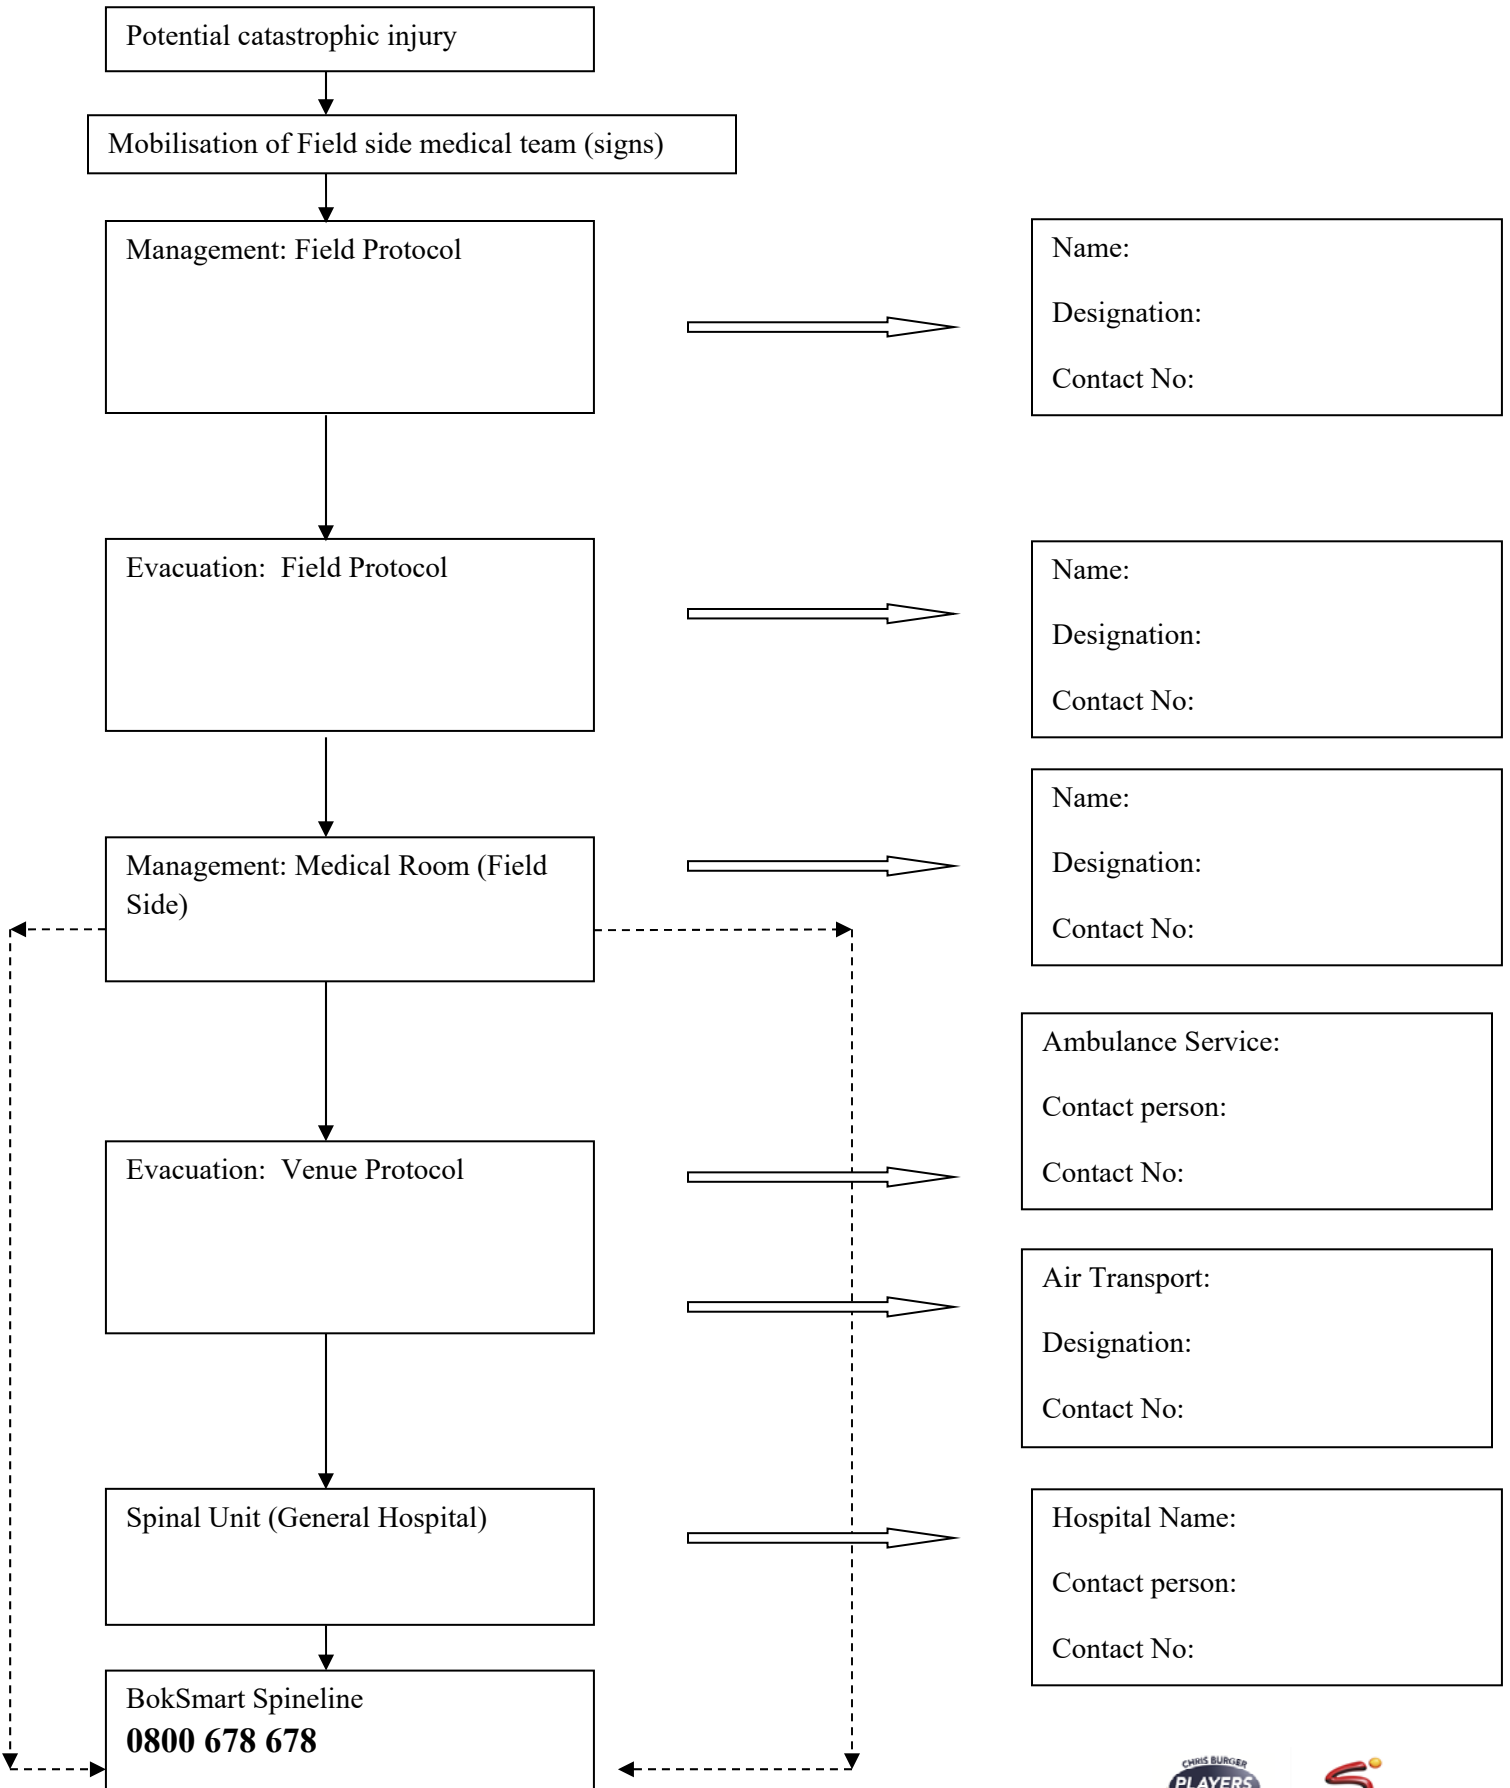 Potential catastrophic injury
Mobilisation of Field side medical team (signs)
Management: Field Protocol
Name:
Designation:
Contact No:
Evacuation:  Field Protocol
Name:
Designation:
Contact No:
Management: Medical Room (Field
Side)
Name:
Designation:
Contact No:
Evacuation:  Venue Protocol
Ambulance Service:
Contact person:
Contact No:
Air Transport:
Designation:
Contact No:
Spinal Unit (General Hospital)
Hospital Name:
Contact person:
Contact No:
BokSmart Spineline
0800 678 678
CHRIS BURGER
PLAYERS